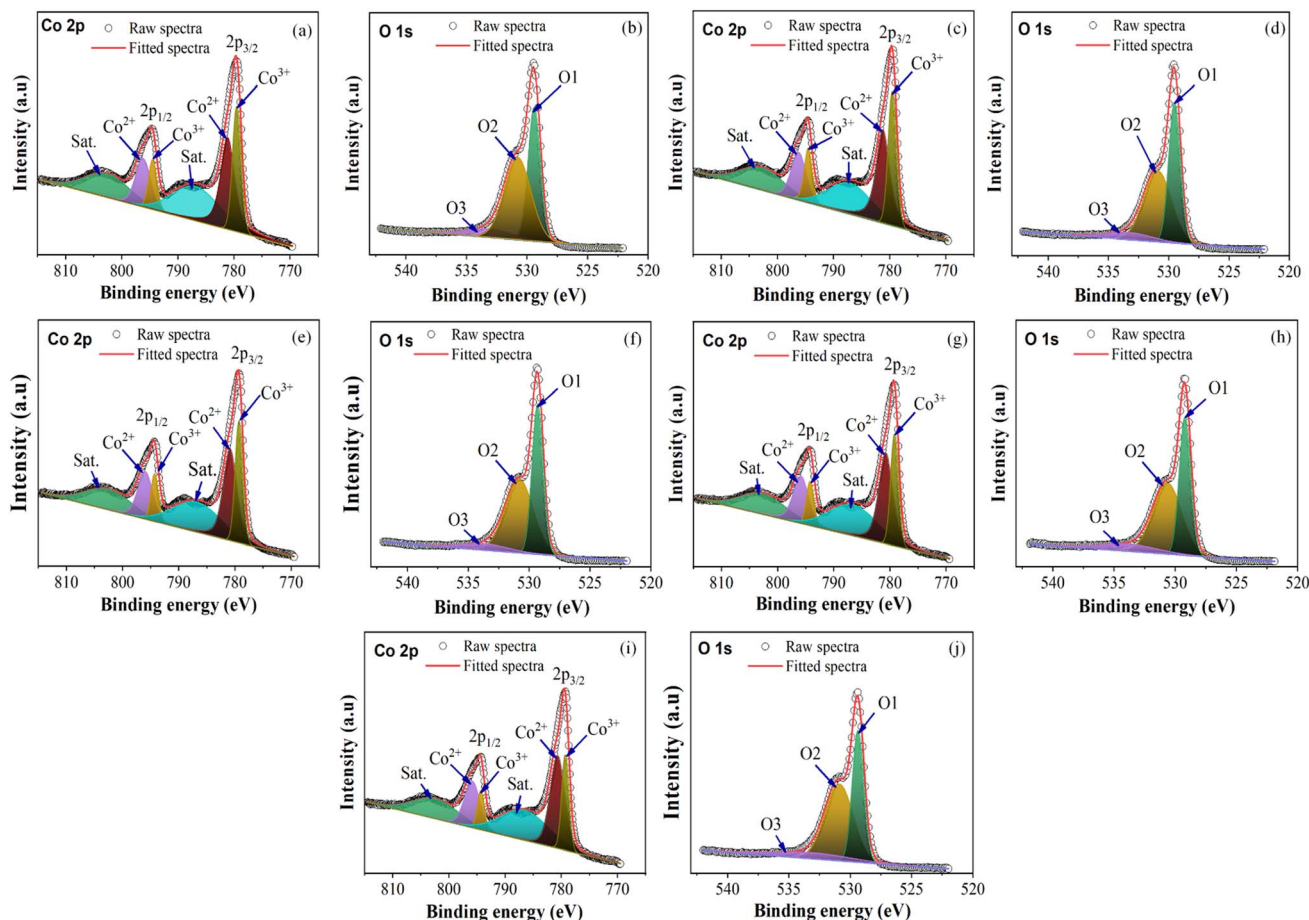 Co 2p
Raw spectra
Fitted spectra
(a)
2p3/2
Co3+
Co2+
2p1/2
Co2+
Co3+
Sat.
Sat.
Intensity (a.u)
810 800 790 780 770
Binding energy (eV)
O 1s
Raw spectra
Fitted spectra
(b)
O1
O2
O3
Intensity (a.u)
540 535 530 525 520
Binding energy (eV)
Co 2p
Raw spectra
Fitted spectra
(c)
2p3/2
Co3+
Co2+
2p1/2
Co2+
Co3+
Sat.
Sat.
Intensity (a.u)
810 800 790 780 770
Binding energy (eV)
O 1s
Raw spectra
Fitted spectra
(d)
O1
O2
O3
Intensity (a.u)
540 535 530 525 520
Binding energy (eV)
Co 2p
Raw spectra
Fitted spectra
(e)
2p3/2
Co3+
Co2+
2p1/2
Co2+
Co3+
Sat.
Sat.
Intensity (a.u)
810 800 790 780 770
Binding energy (eV)
O 1s
Raw spectra
Fitted spectra
(f)
O1
O2
O3
Intensity (a.u)
540 535 530 525 520
Binding energy (eV)
Co 2p
Raw spectra
Fitted spectra
(g)
2p3/2
Co3+
Co2+
2p1/2
Co2+
Co3+
Sat.
Sat.
Intensity (a.u)
810 800 790 780 770
Binding energy (eV)
O 1s
Raw spectra
Fitted spectra
(h)
O1
O2
O3
Intensity (a.u)
540 535 530 525 520
Binding energy (eV)
Co 2p
Raw spectra
Fitted spectra
(i)
2p3/2
Co2+
Co3+
2p1/2
Co2+
Co3+
Sat.
Sat.
Intensity (a.u)
810 800 790 780 770
Binding energy (eV)
O 1s
Raw spectra
Fitted spectra
(j)
O1
O2
O3
Intensity (a.u)
540 535 530 525 520
Binding energy (eV)